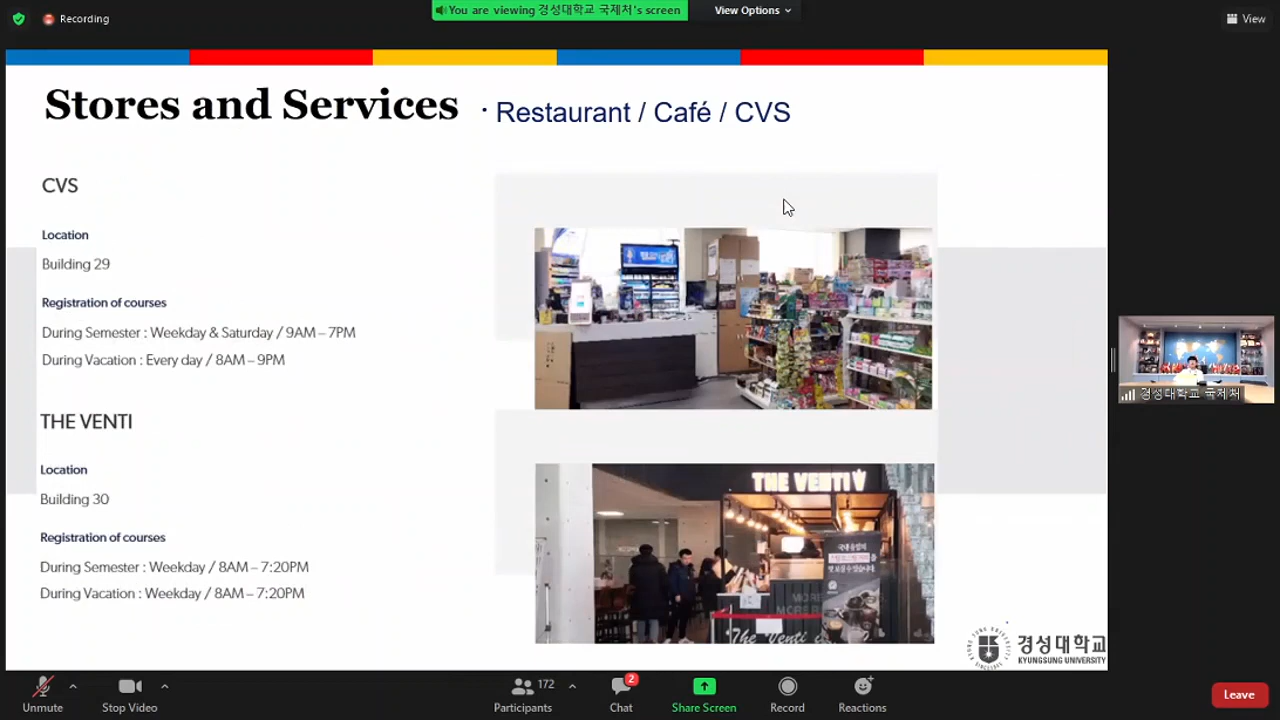 Recording
You are viewing 경성대학교 국제처's screen
View Options
View
Stores and Services
· Restaurant / Café / CVS
CVS
Location
Building 29
Registration of courses
During Semester : Weekday & Saturday / 9AM – 7PM
During Vacation : Every day / 8AM – 9PM
THE VENTI
Location
Building 30
Registration of courses
During Semester : Weekday / 8AM – 7:20PM
During Vacation : Weekday / 8AM – 7:20PM
THE VENTI
The Venti
경성대학교
KYUNGSUNG UNIVERSITY
경성대학교 국제처
Unmute
Stop Video
172
Participants
2
Chat
Share Screen
Record
Reactions
Leave